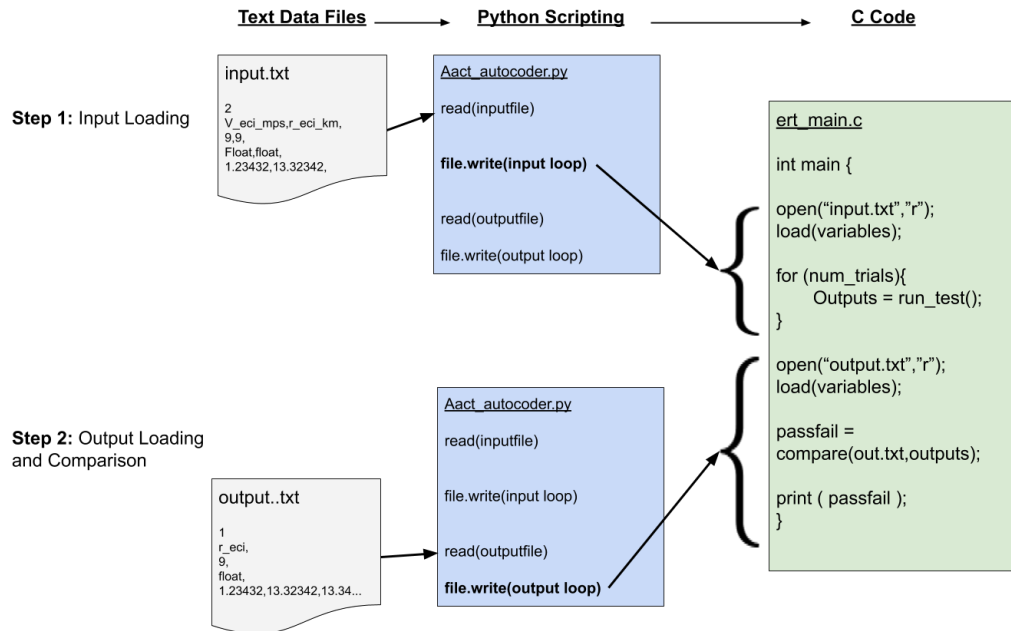 Text Data Files
Python Scripting
C Code
Step 1: Input Loading
input.txt
2
V_eci_mps,r_eci_km,
9,9,
Float,float,
1.23432,13.32342,
Aact_autocoder.py
read(inputfile)
file.write(input loop)
read(outputfile)
file.write(output loop)
ert_main.c
int main {
open(“input.txt”,”r”);
load(variables);
for (num_trials){
Outputs = run_test();
}
open(“output.txt”,”r”);
load(variables);
passfail =
compare(out.txt,outputs);
print ( passfail );
}
Step 2: Output Loading
and Comparison
output..txt
1
r_eci,
9,
float,
1.23432,13.32342,13.34...
Aact_autocoder.py
read(inputfile)
file.write(input loop)
read(outputfile)
file.write(output loop)